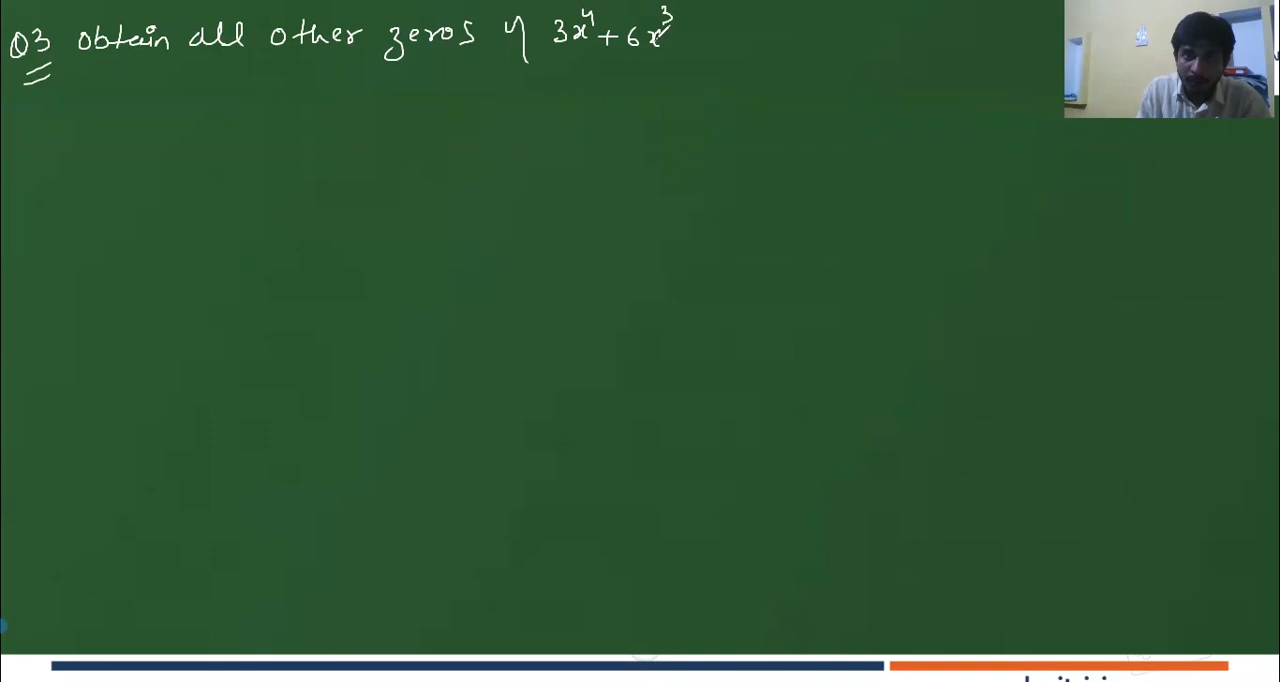 Q3 obtain all other zeros of 3x⁴ + 6x³